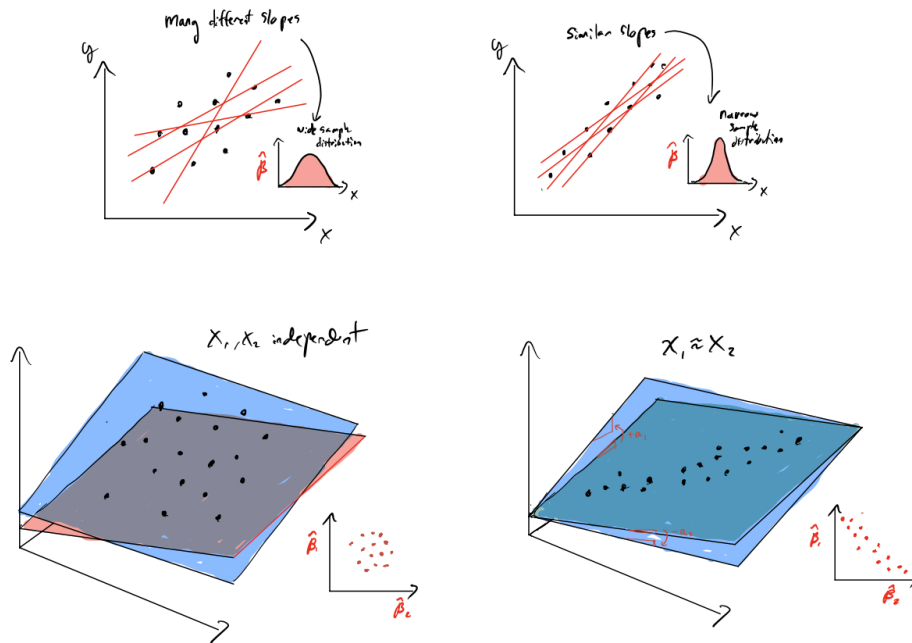 Many different slopes
y
wide sample
distribution
β̂
x
x
Similar slopes
y
narrow
sample
distribution
β̂
x
x
X₁, X₂ independent
β̂₁
β̂₂
x₁ ≈ x₂
β̂₁
β̂₂